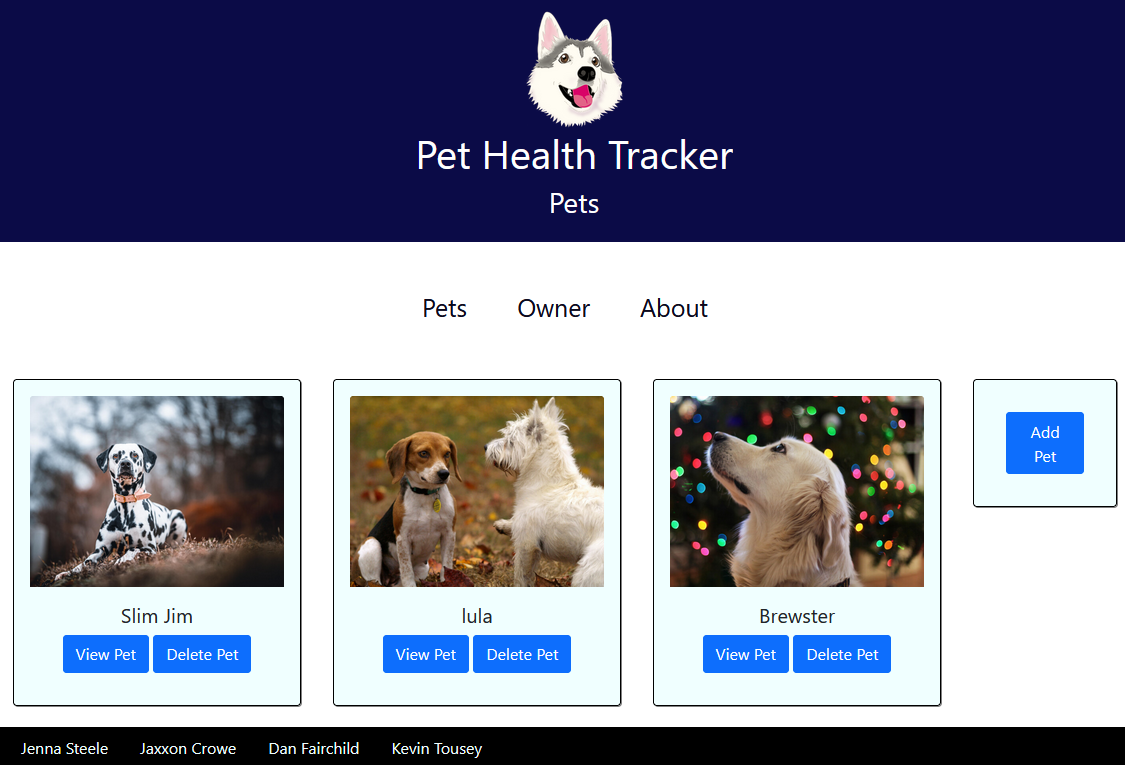 Pet Health Tracker
Pets
Pets Owner About
Slim Jim
View Pet Delete Pet
lula
View Pet Delete Pet
Brewster
View Pet Delete Pet
Add
Pet
Jenna Steele Jaxxon Crowe Dan Fairchild Kevin Tousey